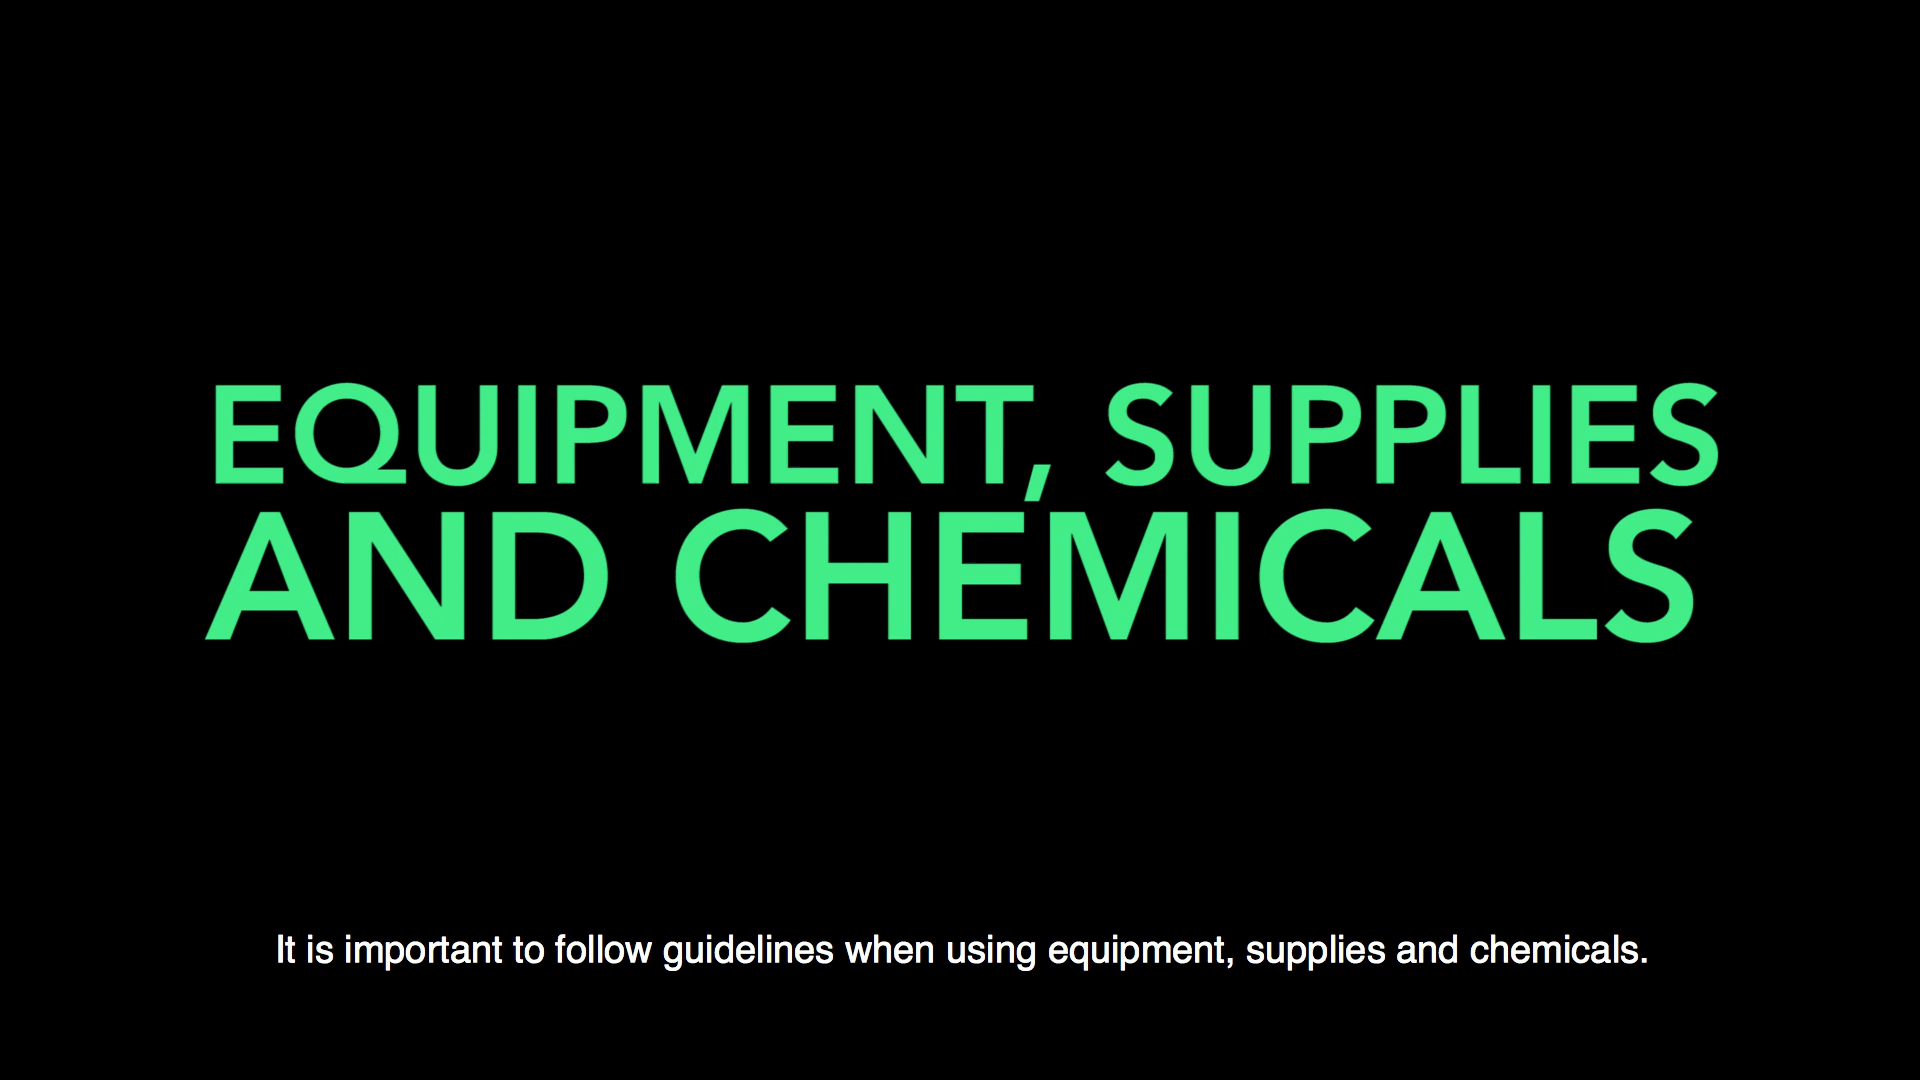 EQUIPMENT, SUPPLIES
AND CHEMICALS
It is important to follow guidelines when using equipment, supplies and chemicals.